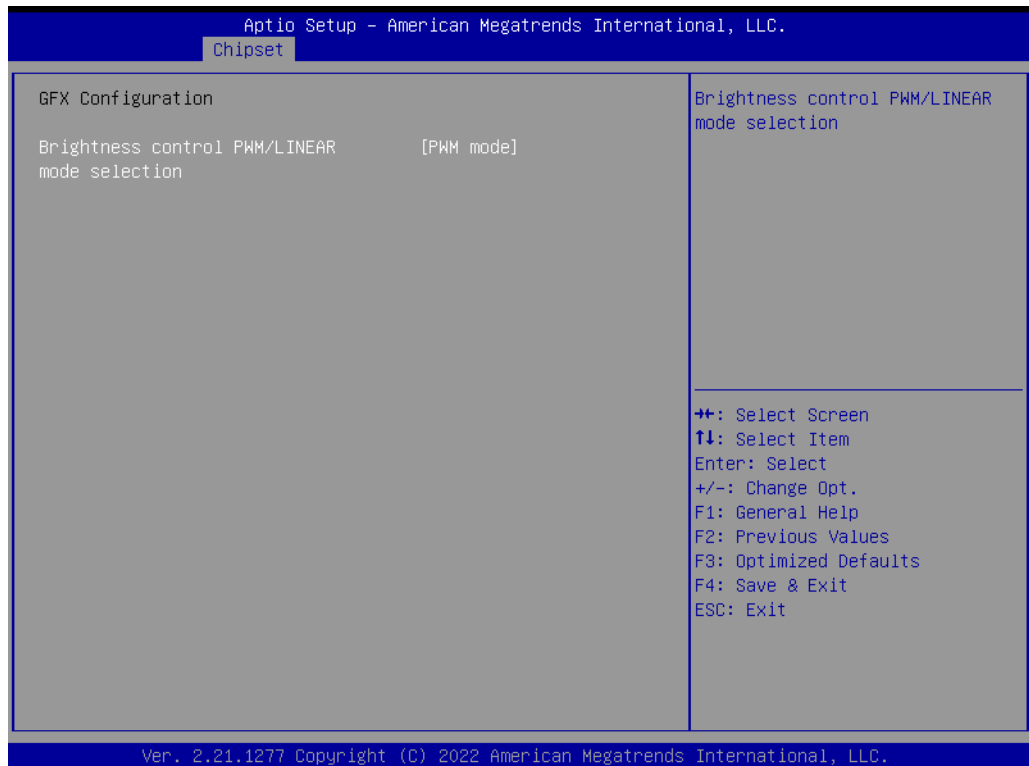 Aptio Setup – American Megatrends International, LLC.
Chipset
GFX Configuration
Brightness control PWM/LINEAR [PWM mode]
mode selection
Brightness control PWM/LINEAR
mode selection
→←: Select Screen
↑↓: Select Item
Enter: Select
+/-: Change Opt.
F1: General Help
F2: Previous Values
F3: Optimized Defaults
F4: Save & Exit
ESC: Exit
Ver. 2.21.1277 Copyright (C) 2022 American Megatrends International, LLC.